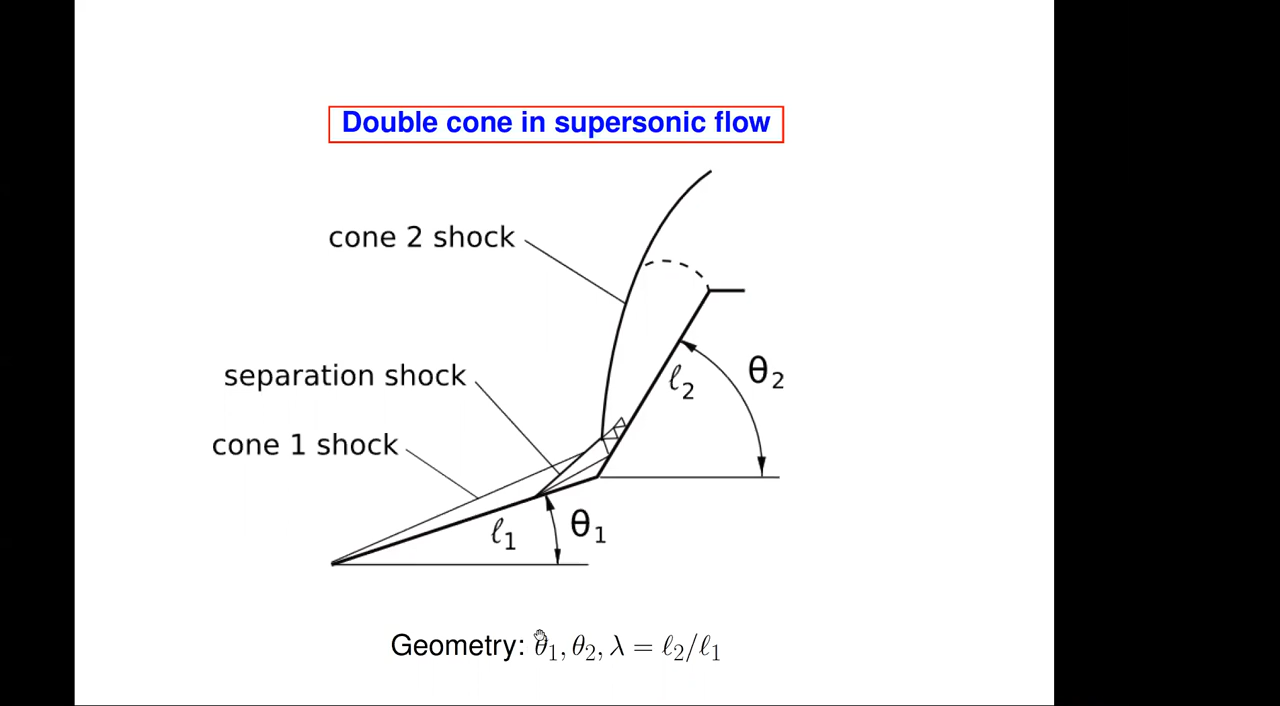 Double cone in supersonic flow
cone 2 shock
separation shock
θ₂
ℓ₂
cone 1 shock
ℓ₁
θ₁
Geometry: θ₁, θ₂, λ = ℓ₂/ℓ₁